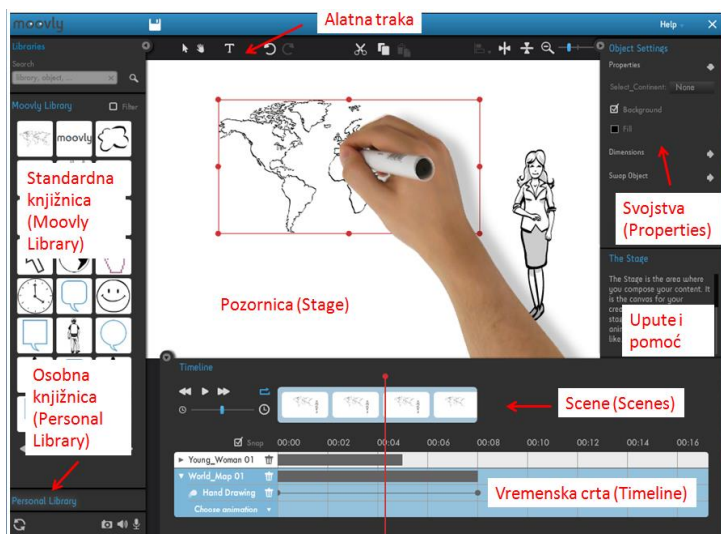 moovly
Alatna traka
Help
Libraries
Search
library, object, ...
T
Moovly Library
Filter
moovly
Standardna
knjižnica
(Moovly
Library)
Osobna
knjižnica
(Personal
Library)
Personal Library
Pozornica (Stage)
Object Settings
Properties
Select_Continent:
None
Background
Fill
Dimensions
Swap Object
Svojstva
(Properties)
The Stage
The Stage is the area where
you compose your content. It
is the canvas for your
Upute i
pomoć
Timeline
Scene (Scenes)
Snap
00:00
00:02
00:04
00:06
00:08
00:10
00:12
00:14
00:16
Young_Woman 01
World_Map 01
Hand Drawing
Choose animation
Vremenska crta (Timeline)